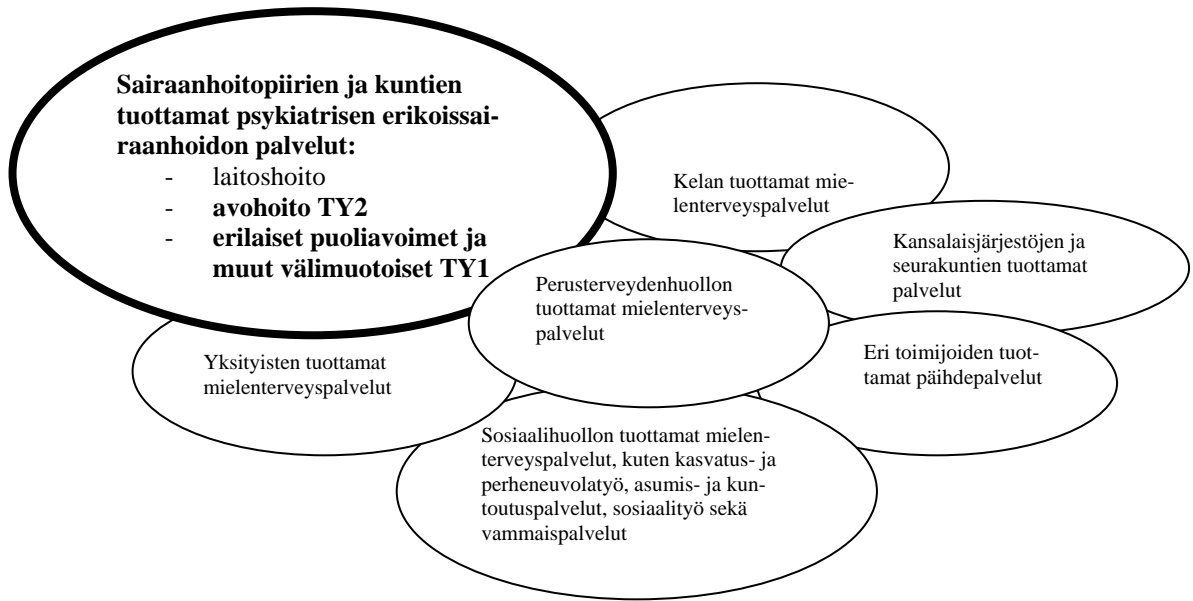 Sairaanhoitopiirien ja kuntien
tuottamat psykiatrisen erikoissai-
raanhoidon palvelut:
- laitoshoito
- avohoito TY2
- erilaiset puoliavoimet ja
muut välimuotoiset TY1
Kelan tuottamat mie-
lenterveyspalvelut
Kansalaisjärjestöjen ja
seurakuntien tuottamat
palvelut
Perusterveydenhuollon
tuottamat mielenterveys-
palvelut
Eri toimijoiden tuot-
tamat päihdepalvelut
Yksityisten tuottamat
mielenterveyspalvelut
Sosiaalihuollon tuottamat mielen-
terveyspalvelut, kuten kasvatus- ja
perheneuvolatyö, asumis- ja kun-
toutuspalvelut, sosiaalityö sekä
vammaispalvelut